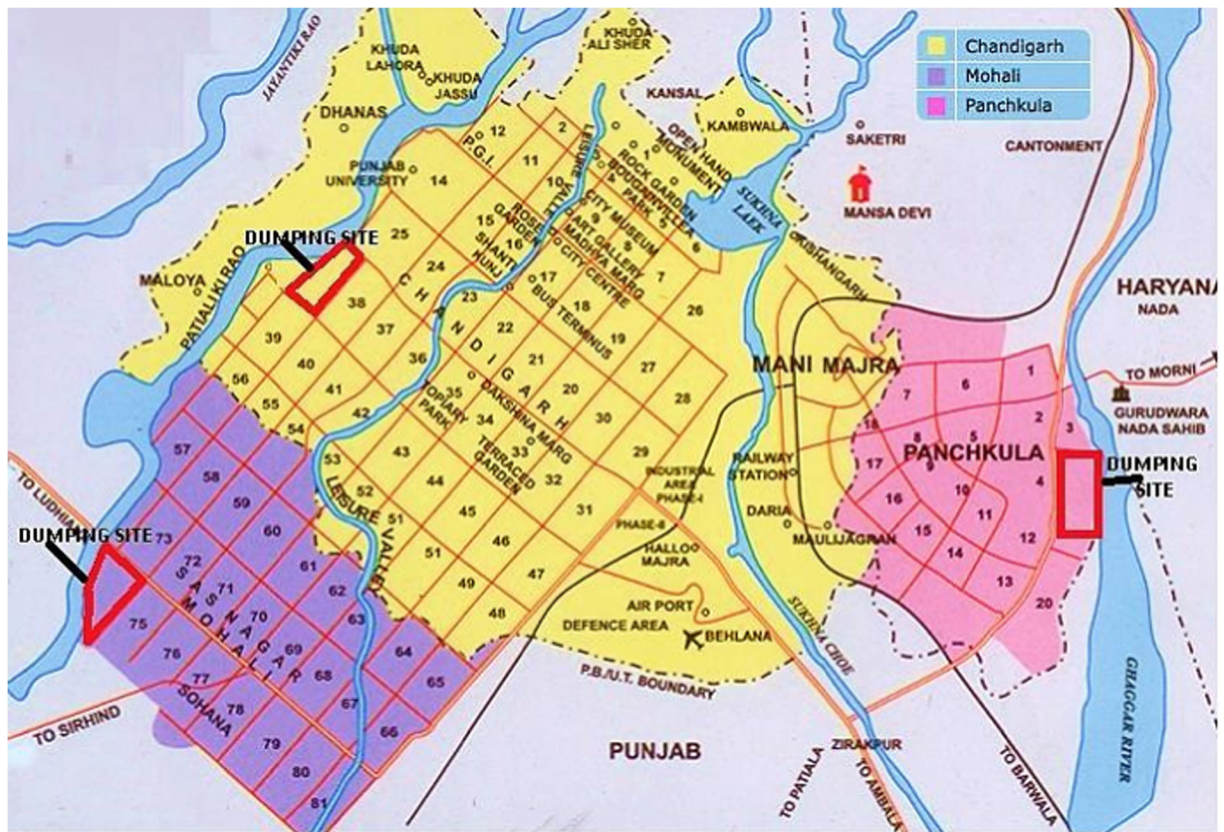 Chandigarh
Mohali
Panchkula
JAYANTIKI RAO
KHUDA
LAHORA
KHUDA
JASSU
KHUDA
ALI SHER
DHANAS
KANSAL
KAMBWALA
SAKETRI
CANTONMENT
MANSA DEVI
P.G.I.
12
2
11
10
14
PUNJAB
UNIVERSITY
LEISURE VALLEY
OPEN HAND
MONUMENT
ROCK GARDEN
BOUGAINVILLEA
PARK
SUKHNA
LAKE
CITY MUSEUM
ART GALLERY
MADHYA MARG
CITY CENTRE
15
ROSE
GARDEN
16
SHANTI
KUNJ
17
BUS TERMINUS
18
19
7
26
KISHANGARH
DUMPING SITE
25
24
23
MALOYA
PATIALI KI RAO
38
37
36
39
40
41
42
56
55
54
CHANDIGARH
22
21
20
27
28
30
29
35
TOPIARY
PARK
34
DAKSHINA MARG
33
TERRACED
GARDEN
32
31
43
44
45
46
47
48
49
51
51
52
53
LEISURE VALLEY
MANI MAJRA
RAILWAY
STATION
INDUSTRIAL
AREA
PHASE-I
PHASE-II
DARIA
MAULIJAGRAN
HALLO
MAJRA
AIR PORT
DEFENCE AREA
BEHLANA
P.B./U.T. BOUNDARY
SUKHNA CHOE
HARYANA
NADA
TO MORNI
GURUDWARA
NADA SAHIB
PANCHKULA
1
2
3
4
5
6
7
8
9
10
11
12
13
14
15
16
17
18
20
DUMPING
SITE
GHAGGAR RIVER
TO LUDHIANA
DUMPING SITE
57
58
59
60
61
62
63
64
65
66
67
68
69
70
71
72
73
75
76
77
78
79
80
81
SAS NAGAR
MOHALI
SOHANA
TO SIRHIND
PUNJAB
ZIRAKPUR
TO PATIALA
TO AMBALA
TO BARWALA